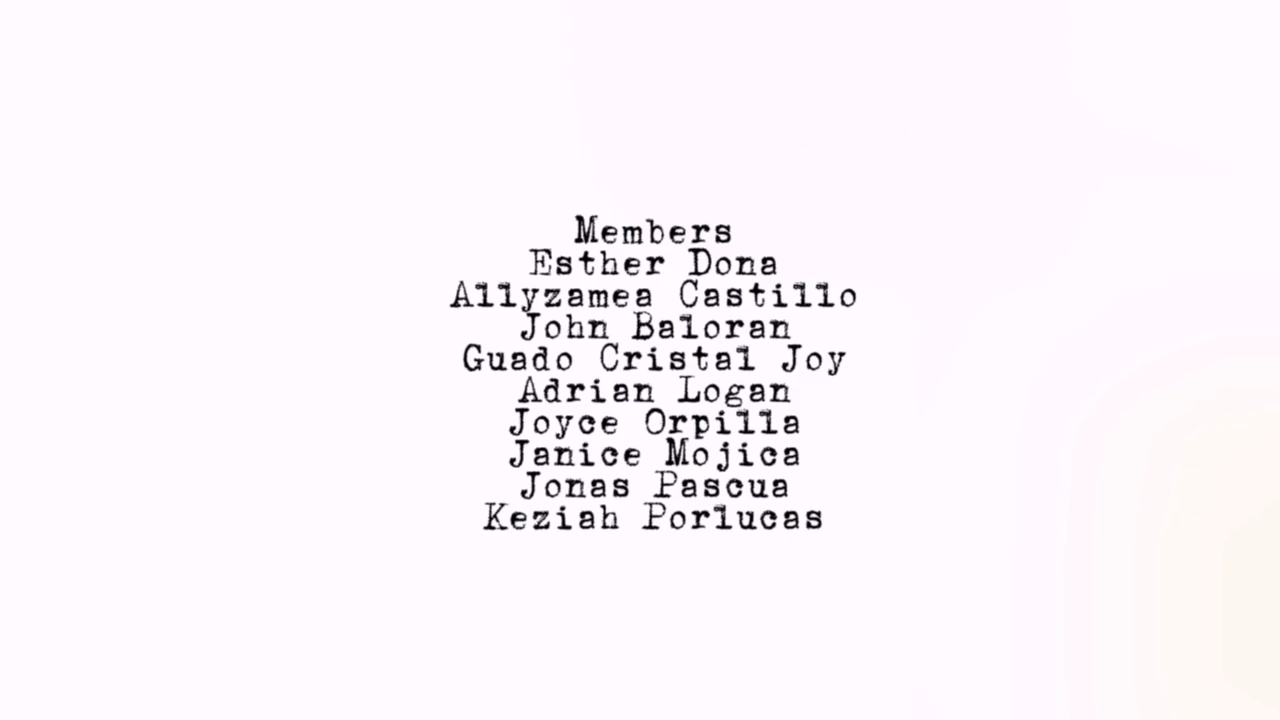 Members
Esther Dona
Allyzamea Castillo
John Baloran
Guado Cristal Joy
Adrian Logan
Joyce Orpilla
Janice Mojica
Jonas Pascua
Keziah Porlucas